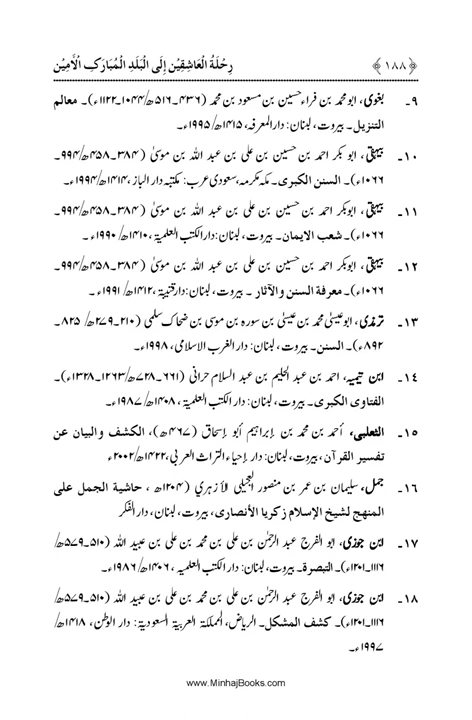 ﴿ ۱۸۸ ﴾ رِحْلَةُ الْعَاشِقِيْن إِلَى الْبَلَدِ الْمُبَارَكِ الْأَمِيْن
۹۔ بغوی، ابو محمد بن فراء حسین بن مسعود بن محمد (۴۳۶۔۵۱۶ھ/۱۰۴۴۔۱۱۲۲ء)۔ معالم
التنزیل۔ بیروت، لبنان: دارالمعرفہ، ۱۴۱۵ھ/۱۹۹۵ء۔
۱۰۔ بیہقی، ابو بکر احمد بن حسین بن علی بن عبد اللہ بن موسیٰ (۳۸۴۔۴۵۸ھ/۹۹۴۔
۱۰۶۶ء)۔ السنن الکبری۔ مکہ مکرمہ، سعودی عرب: مکتبہ دار الباز، ۱۴۱۴ھ/۱۹۹۴ء۔
۱۱۔ بیہقی، ابوبکر احمد بن حسین بن علی بن عبد اللہ بن موسیٰ (۳۸۴۔۴۵۸ھ/۹۹۴۔
۱۰۶۶ء)۔ شعب الایمان۔ بیروت، لبنان: دارالکتب العلمیۃ، ۱۴۱۰ھ/۱۹۹۰ء ۔
۱۲۔ بیہقی، ابوبکر احمد بن حسین بن علی بن عبد اللہ بن موسیٰ (۳۸۴۔۴۵۸ھ/۹۹۴۔
۱۰۶۶ء)۔ معرفة السنن والآثار ۔ بیروت، لبنان: دارقتیبۃ، ۱۴۱۲ھ/ ۱۹۹۱ء ۔
۱۳۔ ترمذی، ابو عیسیٰ محمد بن عیسیٰ بن سورہ بن موسی بن ضحاک سلمی (۲۱۰۔۲۷۹ھ/ ۸۲۵۔
۸۹۲ء)۔ السنن۔ بیروت، لبنان: دار الغرب الاسلامی، ۱۹۹۸ء۔
۱۴۔ ابن تیمیہ، احمد بن عبد الحلیم بن عبد السلام حرانی (۶۶۱۔۷۲۸ھ/۱۲۶۳۔۱۳۲۸ء)۔
الفتاوی الکبری۔ بیروت، لبنان: دار الکتب العلمیۃ، ۱۴۰۸ھ/۱۹۸۷ء۔
۱۵۔ الثعلبی، أحمد بن محمد بن إبراہیم أبو إسحاق (۴۶۷ھ)، الکشف والبیان عن
تفسیر القرآن، بیروت، لبنان: دار إحیاء التراث العربی،۱۴۲۲ھ/۲۰۰۲ء
۱۶۔ جمل، سلیمان بن عمر بن منصور العجیلی الأزہری (۱۲۰۴ھ ، حاشیة الجمل علی
المنهج لشیخ الإسلام زکریا الأنصاری، بیروت، لبنان، دار الفکر
۱۷۔ ابن جوزی، ابو الفرج عبد الرحمٰن بن علی بن محمد بن علی بن عبید اللہ (۵۱۰۔۵۷۹ھ/
۱۱۱۶۔۱۲۰۱ء)۔ التبصرة۔ بیروت، لبنان: دار الکتب العلمیہ، ۱۴۰۶ھ/۱۹۸۶ء۔
۱۸۔ ابن جوزی، ابو الفرج عبد الرحمٰن بن علی بن محمد بن علی بن عبید اللہ (۵۱۰۔۵۷۹ھ/
۱۱۱۶۔۱۲۰۱ء)۔ کشف المشکل۔ الریاض، المملکۃ العربیۃ السعودیۃ: دار الوطن، ۱۴۱۸ھ/
۱۹۹۷ء۔
www.MinhajBooks.com